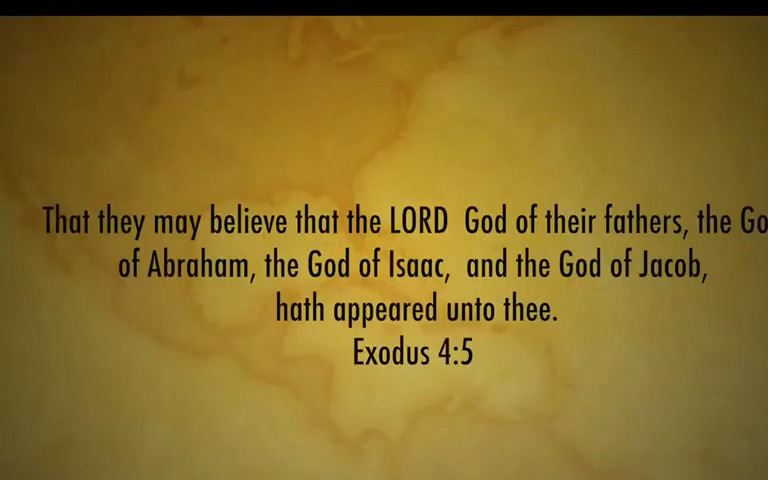 That they may believe that the LORD God of their fathers, the Go
of Abraham, the God of Isaac, and the God of Jacob,
hath appeared unto thee.
Exodus 4:5